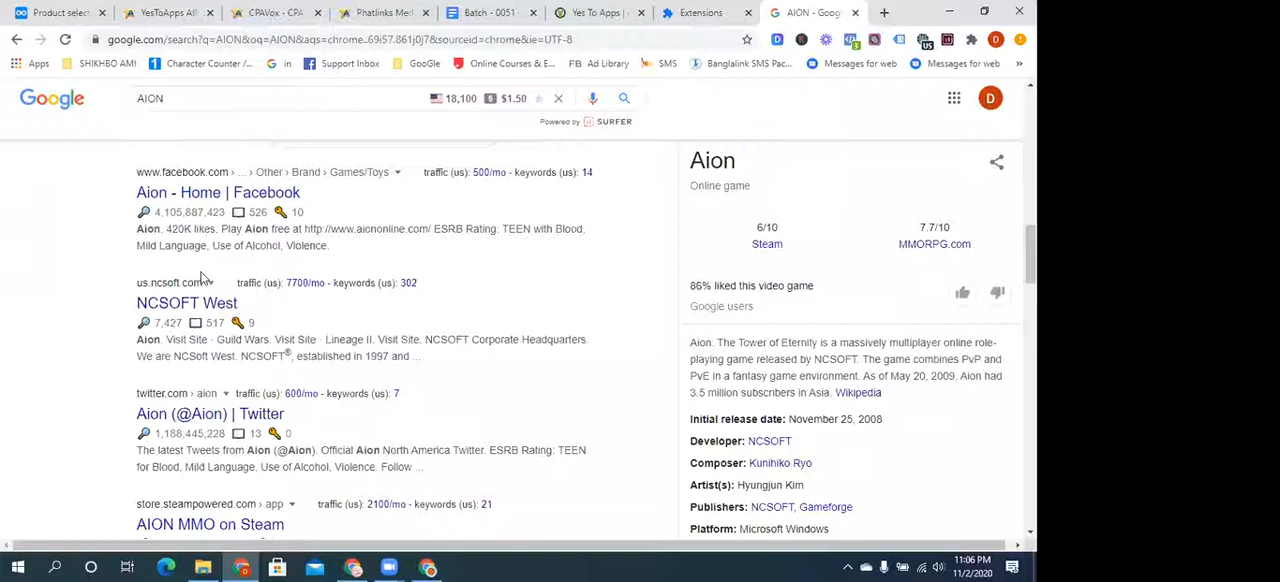 Product select
YesToApps Aff
CPAVox - CPA
Phatlinks Med
Batch - 0051
Yes To Apps |
Extensions
AION - Goog
google.com/search?q=AION&oq=AION&aqs=chrome..69i57.861j0j7&sourceid=chrome&ie=UTF-8
Apps
SHIKHBO AMI
Character Counter /...
in
Support Inbox
GooGle
Online Courses & E...
FB Ad Library
SMS
Banglalink SMS Pac...
Messages for web
Messages for web
»
Google
AION
18,100 $1.50
D
Powered by SURFER
www.facebook.com › ... › Other › Brand › Games/Toys traffic (us): 500/mo - keywords (us): 14
Aion - Home | Facebook
4,105,887,423 526 10
Aion. 420K likes. Play Aion free at http://www.aiononline.com/ ESRB Rating: TEEN with Blood,
Mild Language, Use of Alcohol, Violence.
us.ncsoft.com traffic (us): 7700/mo - keywords (us): 302
NCSOFT West
7,427 517 9
Aion. Visit Site · Guild Wars. Visit Site · Lineage II. Visit Site. NCSOFT Corporate Headquarters.
We are NCSoft West. NCSOFT®, established in 1997 and ...
twitter.com › aion traffic (us): 600/mo - keywords (us): 7
Aion (@Aion) | Twitter
1,188,445,228 13 0
The latest Tweets from Aion (@Aion). Official Aion North America Twitter. ESRB Rating: TEEN
for Blood, Mild Language. Use of Alcohol, Violence. Follow ...
store.steampowered.com › app traffic (us): 2100/mo - keywords (us): 21
AION MMO on Steam
Aion
Online game
6/10
Steam
7.7/10
MMORPG.com
86% liked this video game
Google users
Aion. The Tower of Eternity is a massively multiplayer online role-
playing game released by NCSOFT. The game combines PvP and
PvE in a fantasy game environment. As of May 20, 2009, Aion had
3.5 million subscribers in Asia. Wikipedia
Initial release date: November 25, 2008
Developer: NCSOFT
Composer: Kunihiko Ryo
Artist(s): Hyungjun Kim
Publishers: NCSOFT, Gameforge
Platform: Microsoft Windows
11:06 PM
11/2/2020